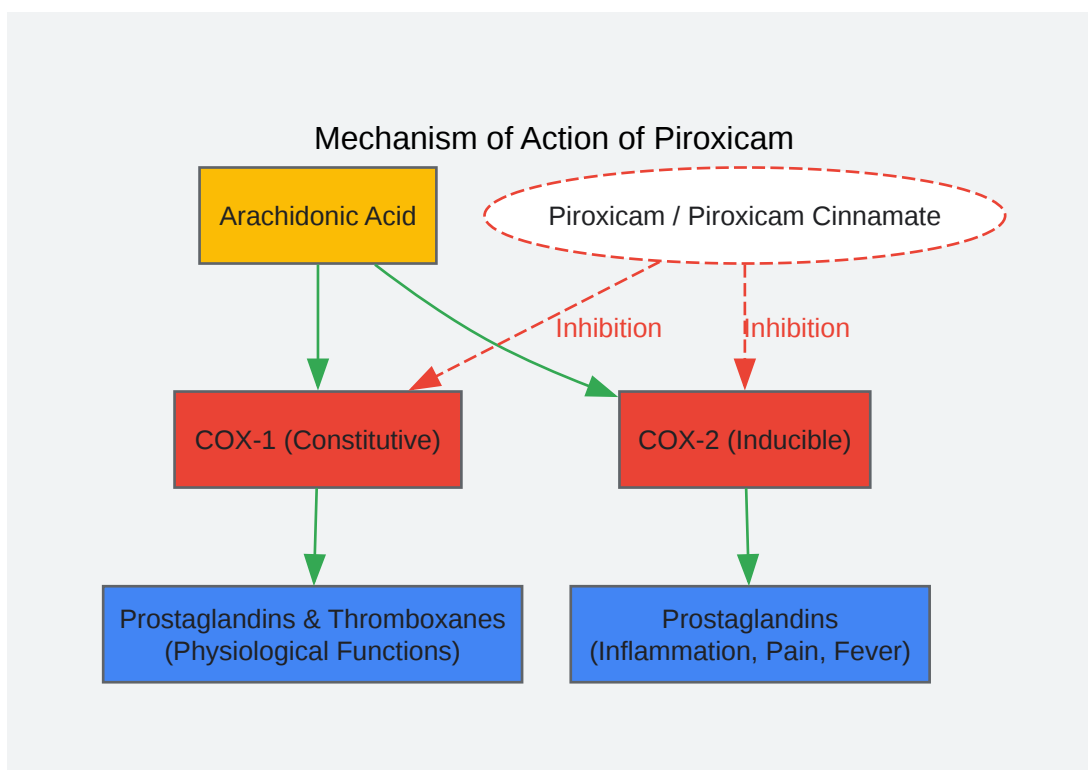 Mechanism of Action of Piroxicam
Arachidonic Acid
Piroxicam / Piroxicam Cinnamate
Inhibition
Inhibition
COX-1 (Constitutive)
COX-2 (Inducible)
Prostaglandins & Thromboxanes
(Physiological Functions)
Prostaglandins
(Inflammation, Pain, Fever)